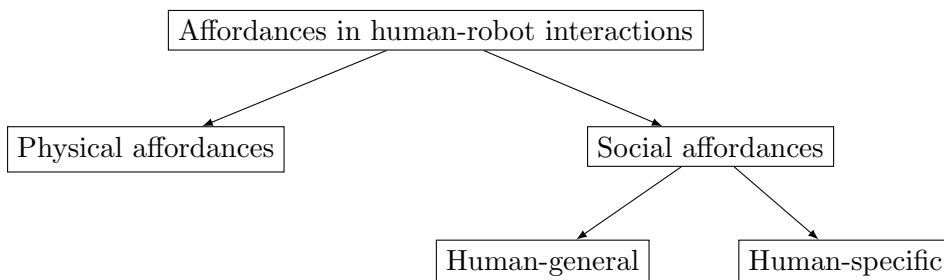 Affordances in human-robot interactions
Physical affordances
Social affordances
Human-general
Human-specific